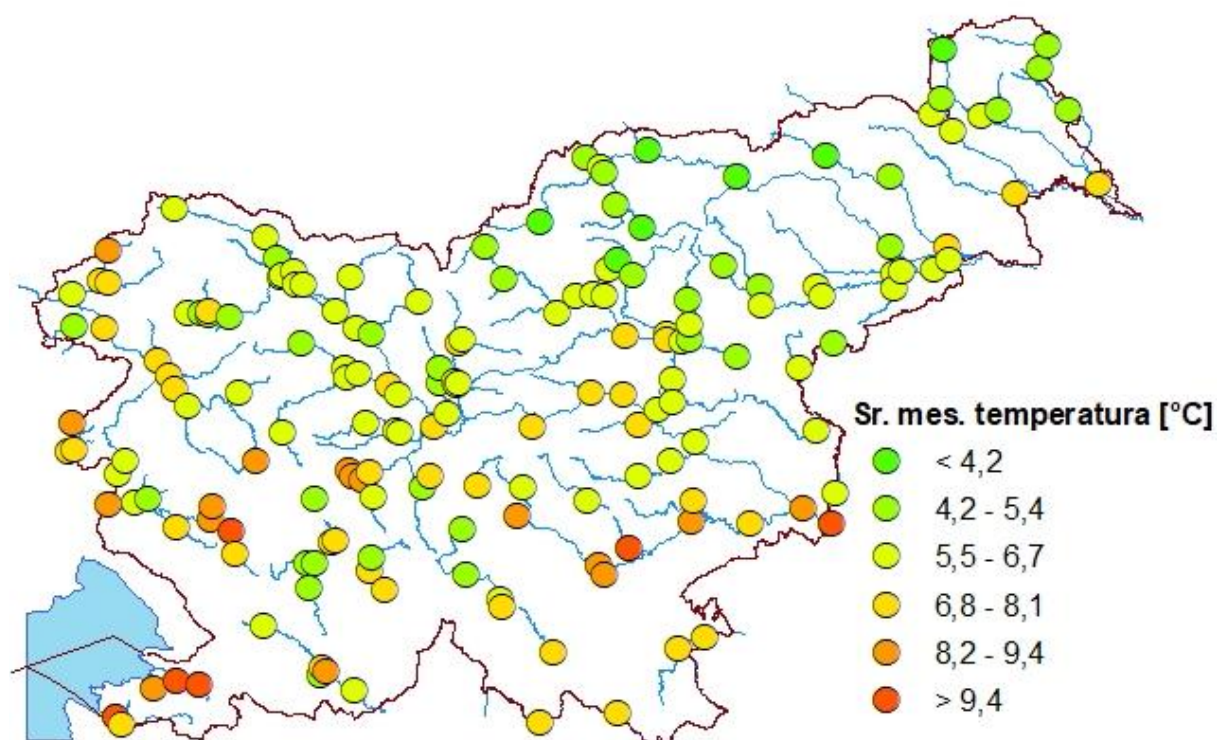 Sr. mes. temperatura [°C]
< 4,2
4,2 - 5,4
5,5 - 6,7
6,8 - 8,1
8,2 - 9,4
> 9,4